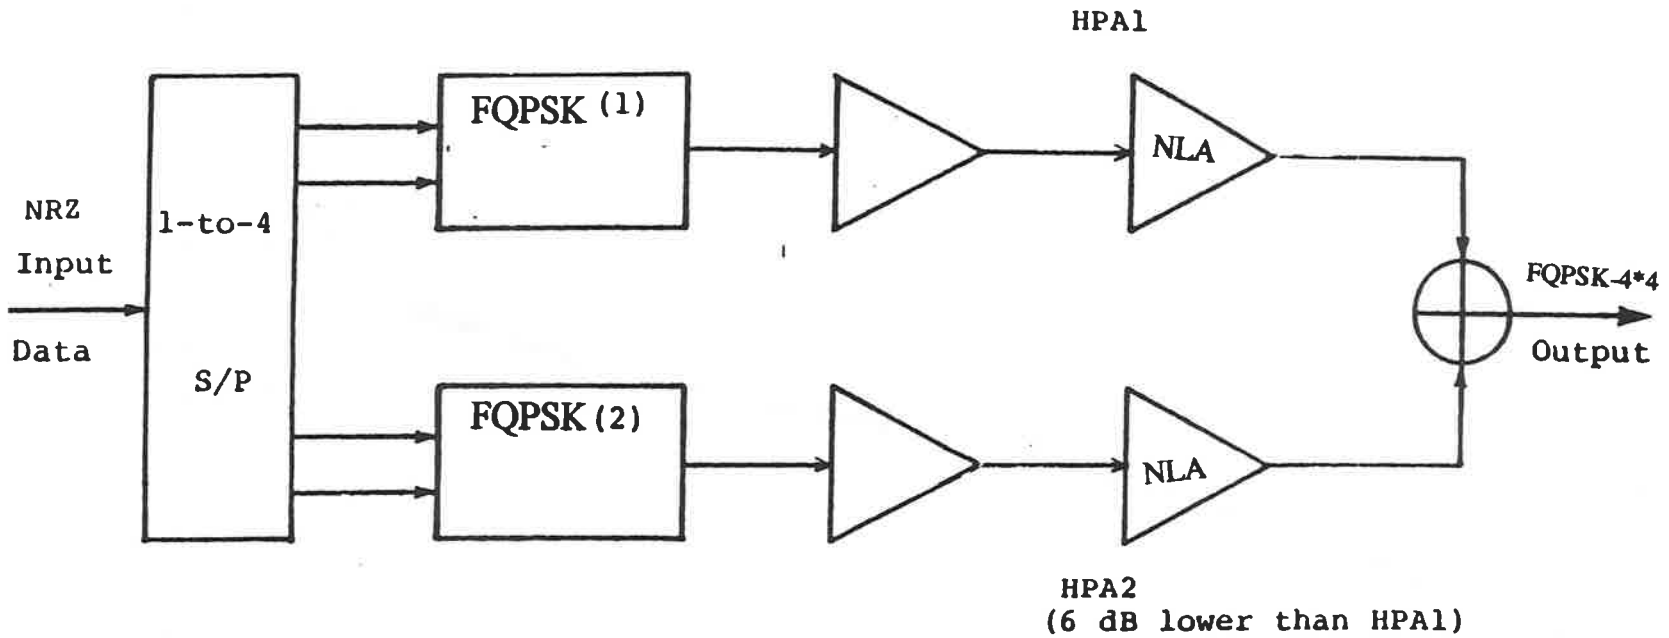 HPA1
FQPSK (1)
NLA
NRZ
Input
Data
1-to-4
S/P
FQPSK-4*4
Output
FQPSK (2)
NLA
HPA2
(6 dB lower than HPA1)